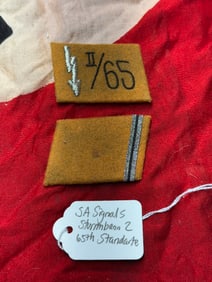 II/65
SA Signals
Sturmbann 2
65th Standarte